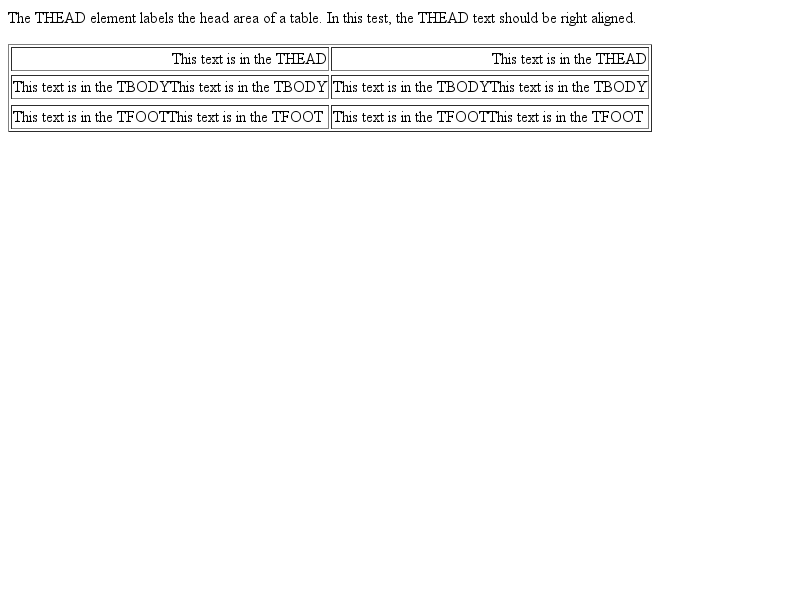 The THEAD element labels the head area of a table. In this test, the THEAD text should be right aligned.
This text is in the THEAD This text is in the THEAD
This text is in the TBODYThis text is in the TBODY This text is in the TBODYThis text is in the TBODY
This text is in the TFOOTThis text is in the TFOOT This text is in the TFOOTThis text is in the TFOOT